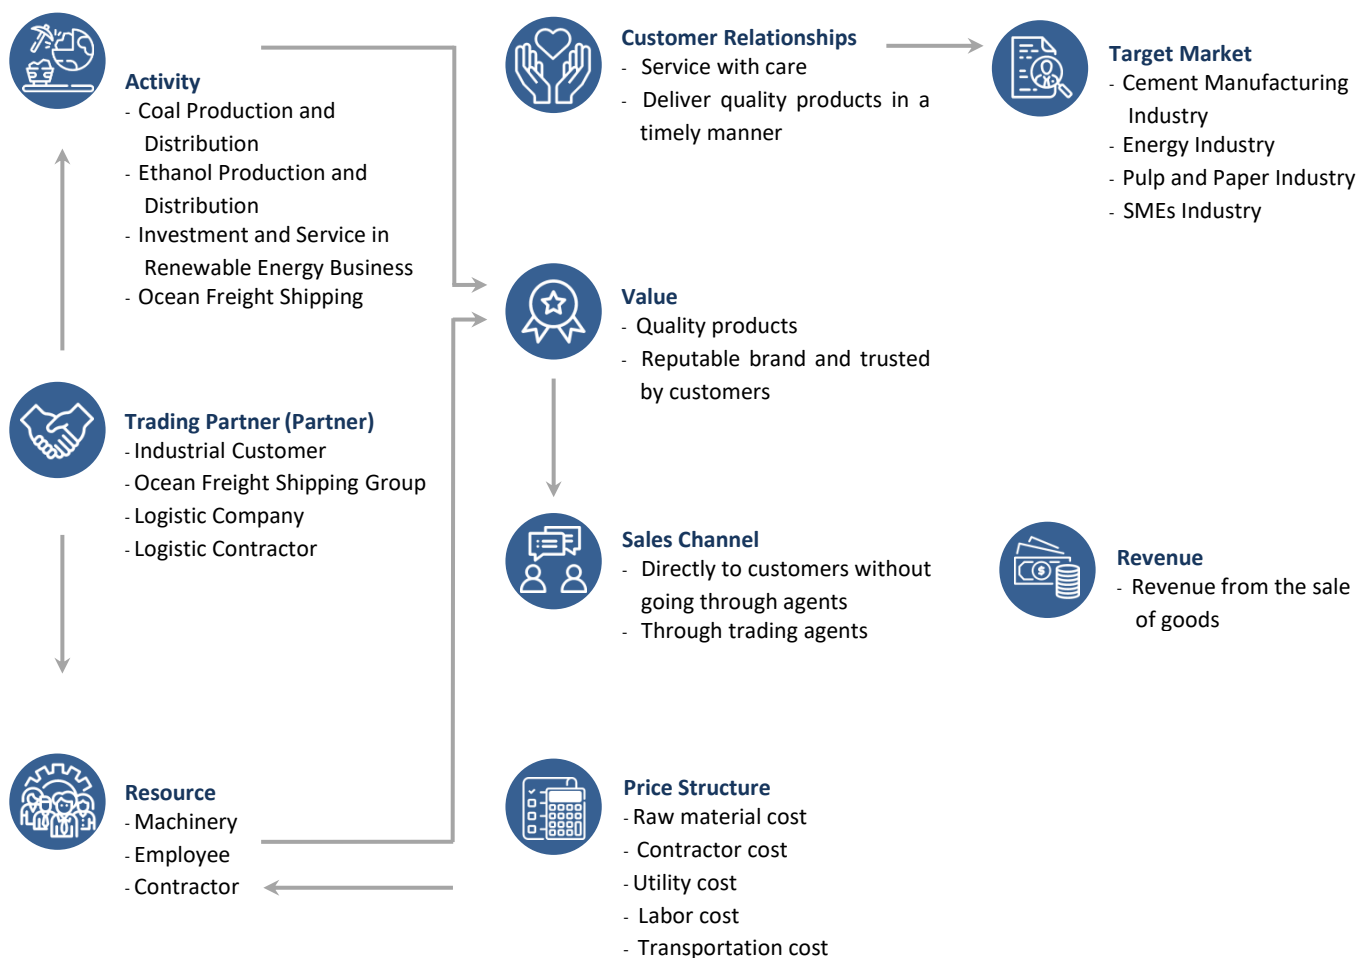 Activity
- Coal Production and
Distribution
- Ethanol Production and
Distribution
- Investment and Service in
Renewable Energy Business
- Ocean Freight Shipping
Trading Partner (Partner)
- Industrial Customer
- Ocean Freight Shipping Group
- Logistic Company
- Logistic Contractor
Resource
- Machinery
- Employee
- Contractor
Customer Relationships
- Service with care
- Deliver quality products in a
timely manner
Value
- Quality products
- Reputable brand and trusted
by customers
Sales Channel
- Directly to customers without
going through agents
- Through trading agents
Price Structure
- Raw material cost
- Contractor cost
- Utility cost
- Labor cost
- Transportation cost
Target Market
- Cement Manufacturing
Industry
- Energy Industry
- Pulp and Paper Industry
- SMEs Industry
Revenue
- Revenue from the sale
of goods